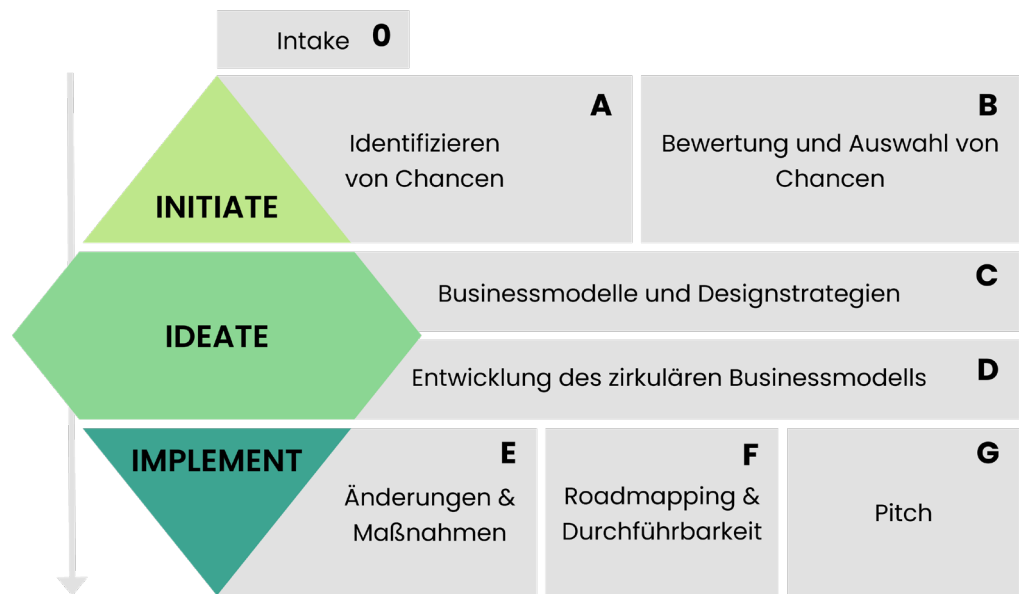 Intake 0
A
Identifizieren
von Chancen
B
Bewertung und Auswahl von
Chancen
INITIATE
C
Businessmodelle und Designstrategien
IDEATE
D
Entwicklung des zirkulären Businessmodells
IMPLEMENT
E
Änderungen &
Maßnahmen
F
Roadmapping &
Durchführbarkeit
G
Pitch